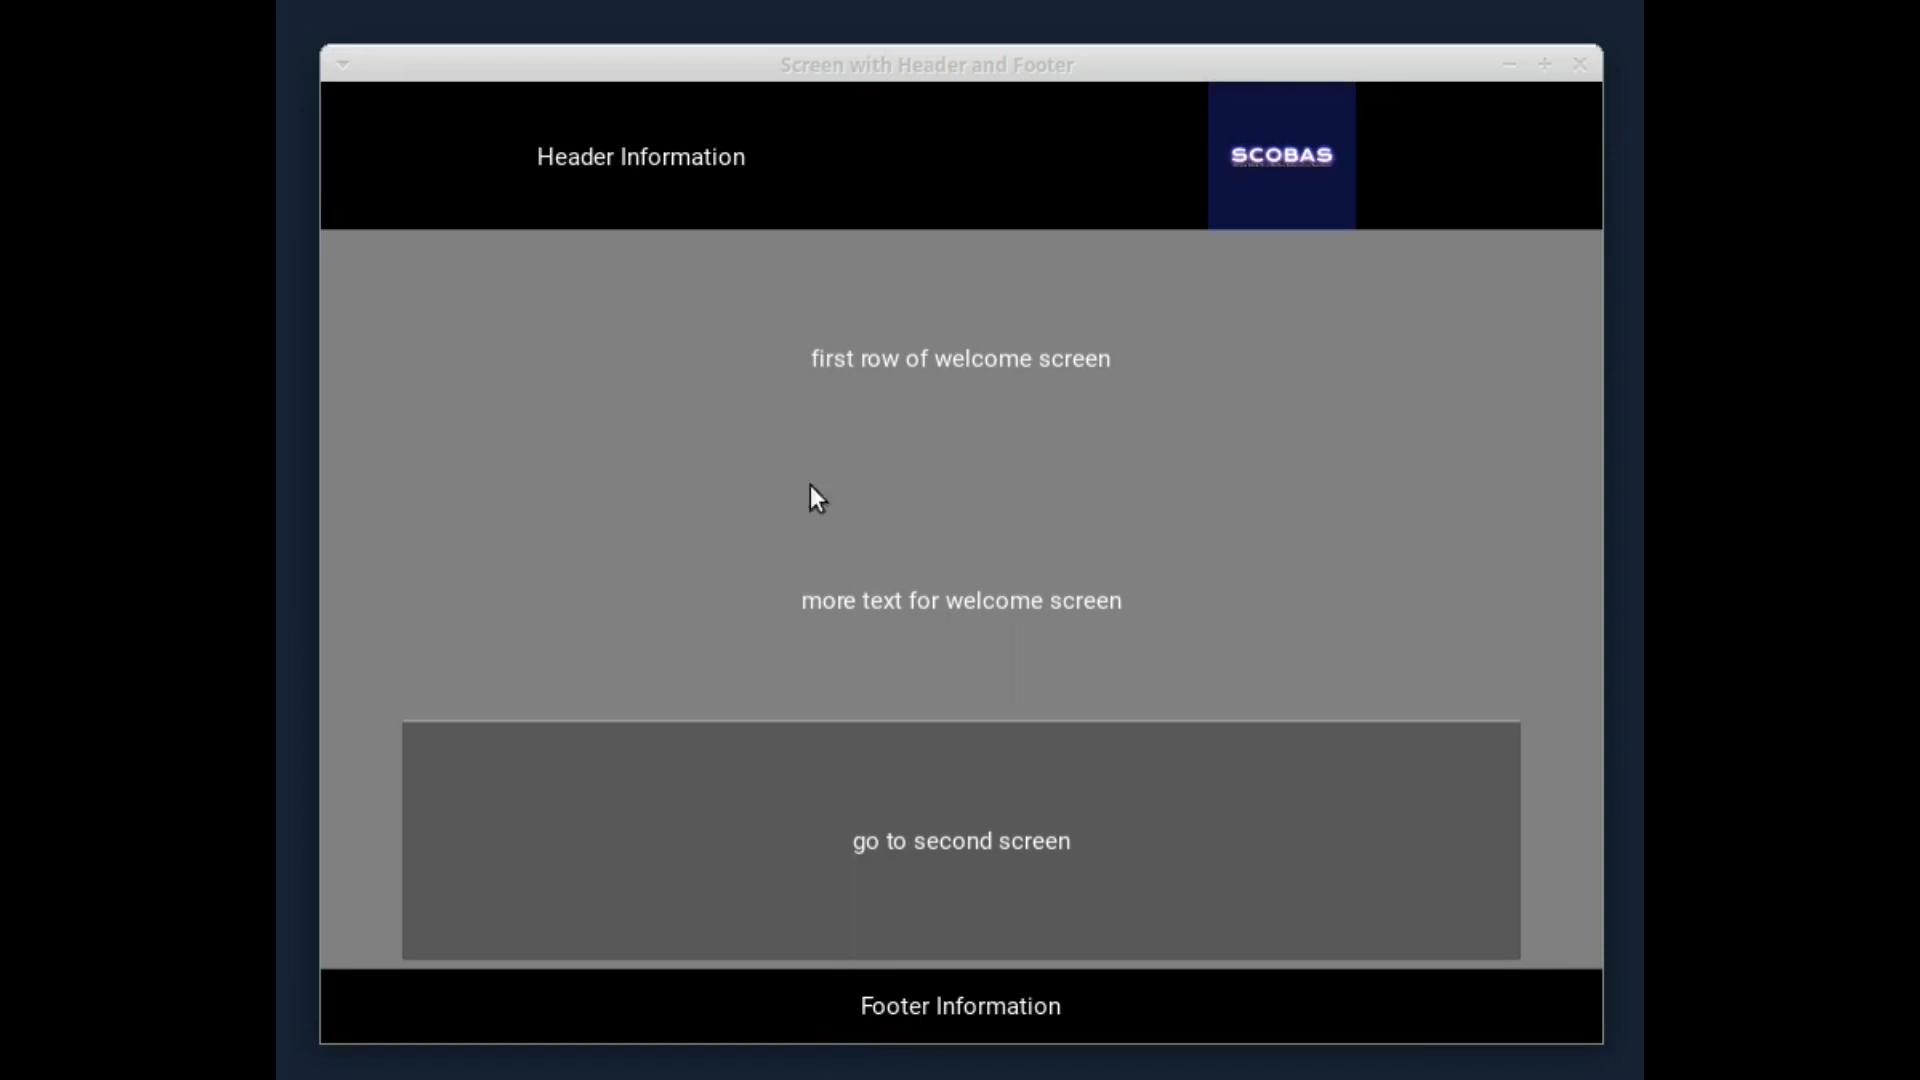 Screen with Header and Footer
Header Information
SCOBAS
first row of welcome screen
more text for welcome screen
go to second screen
Footer Information